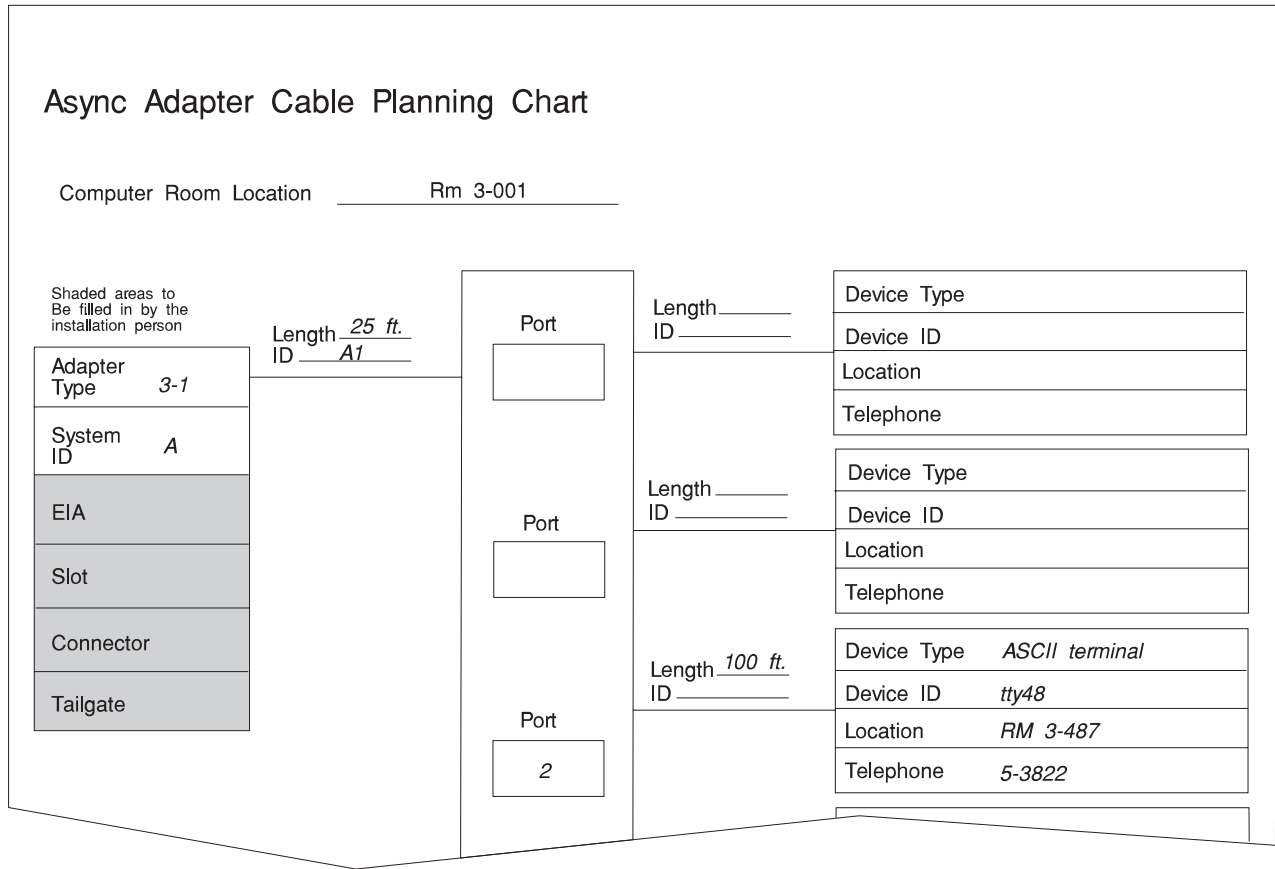 Async Adapter Cable Planning Chart
Computer Room Location Rm 3-001
Shaded areas to
Be filled in by the
installation person
Adapter
Type 3-1
System
ID A
EIA
Slot
Connector
Tailgate
Length 25 ft.
ID A1
Port
Port
Port
2
Length
ID
Device Type
Device ID
Location
Telephone
Length
ID
Device Type
Device ID
Location
Telephone
Length 100 ft.
ID
Device Type ASCII terminal
Device ID tty48
Location RM 3-487
Telephone 5-3822